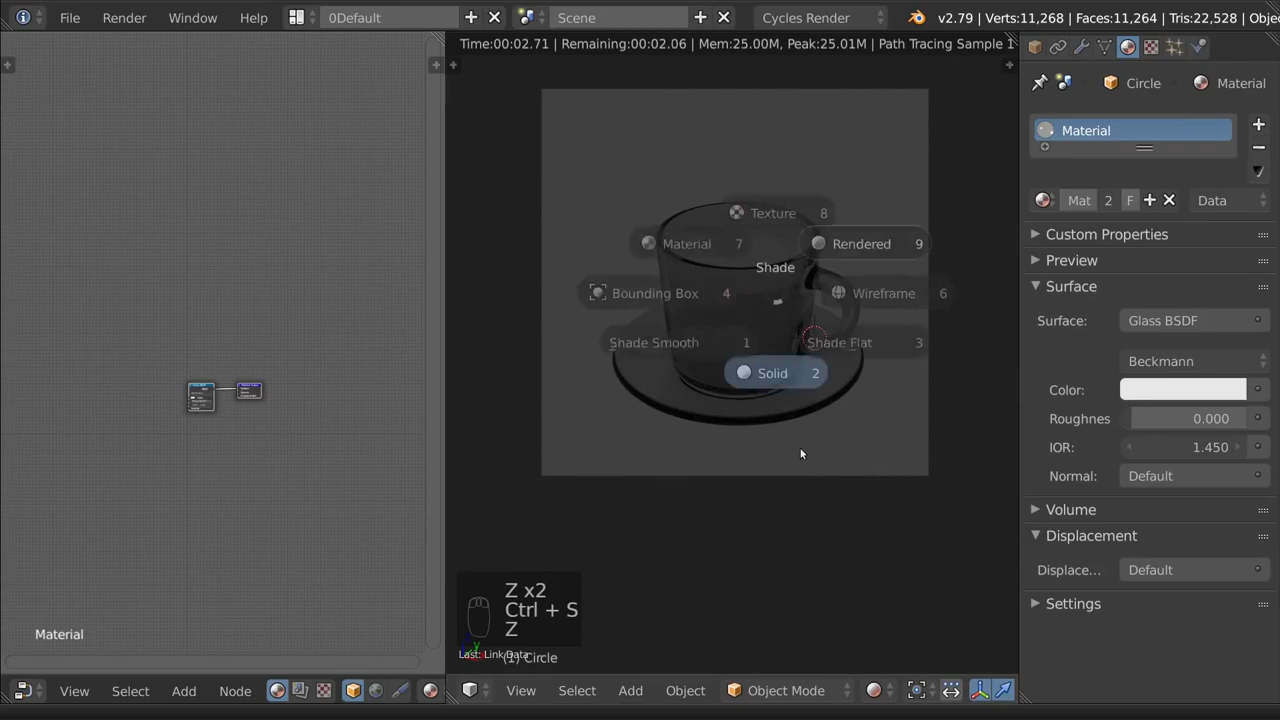 File Render Window Help 0Default Scene Cycles Render v2.79 | Verts:11,268 | Faces:11,264 | Tris:22,528 | Obje
Time:00:02.71 | Remaining:00:02.06 | Mem:25.00M, Peak:25.01M | Path Tracing Sample 1
Circle Material
Material
Mat 2 F Data
Custom Properties
Preview
Surface
Surface: Glass BSDF
Beckmann
Color:
Roughnes 0.000
IOR: 1.450
Normal: Default
Volume
Displacement
Displace... Default
Settings
Texture 8
Material 7
Rendered 9
Shade
Bounding Box 4
Wireframe 6
Shade Smooth 1
Shade Flat 3
Solid 2
Z x2
Ctrl + S
Z
Last: Link Data
(1) Circle
Material
View Select Add Node
View Select Add Object Object Mode